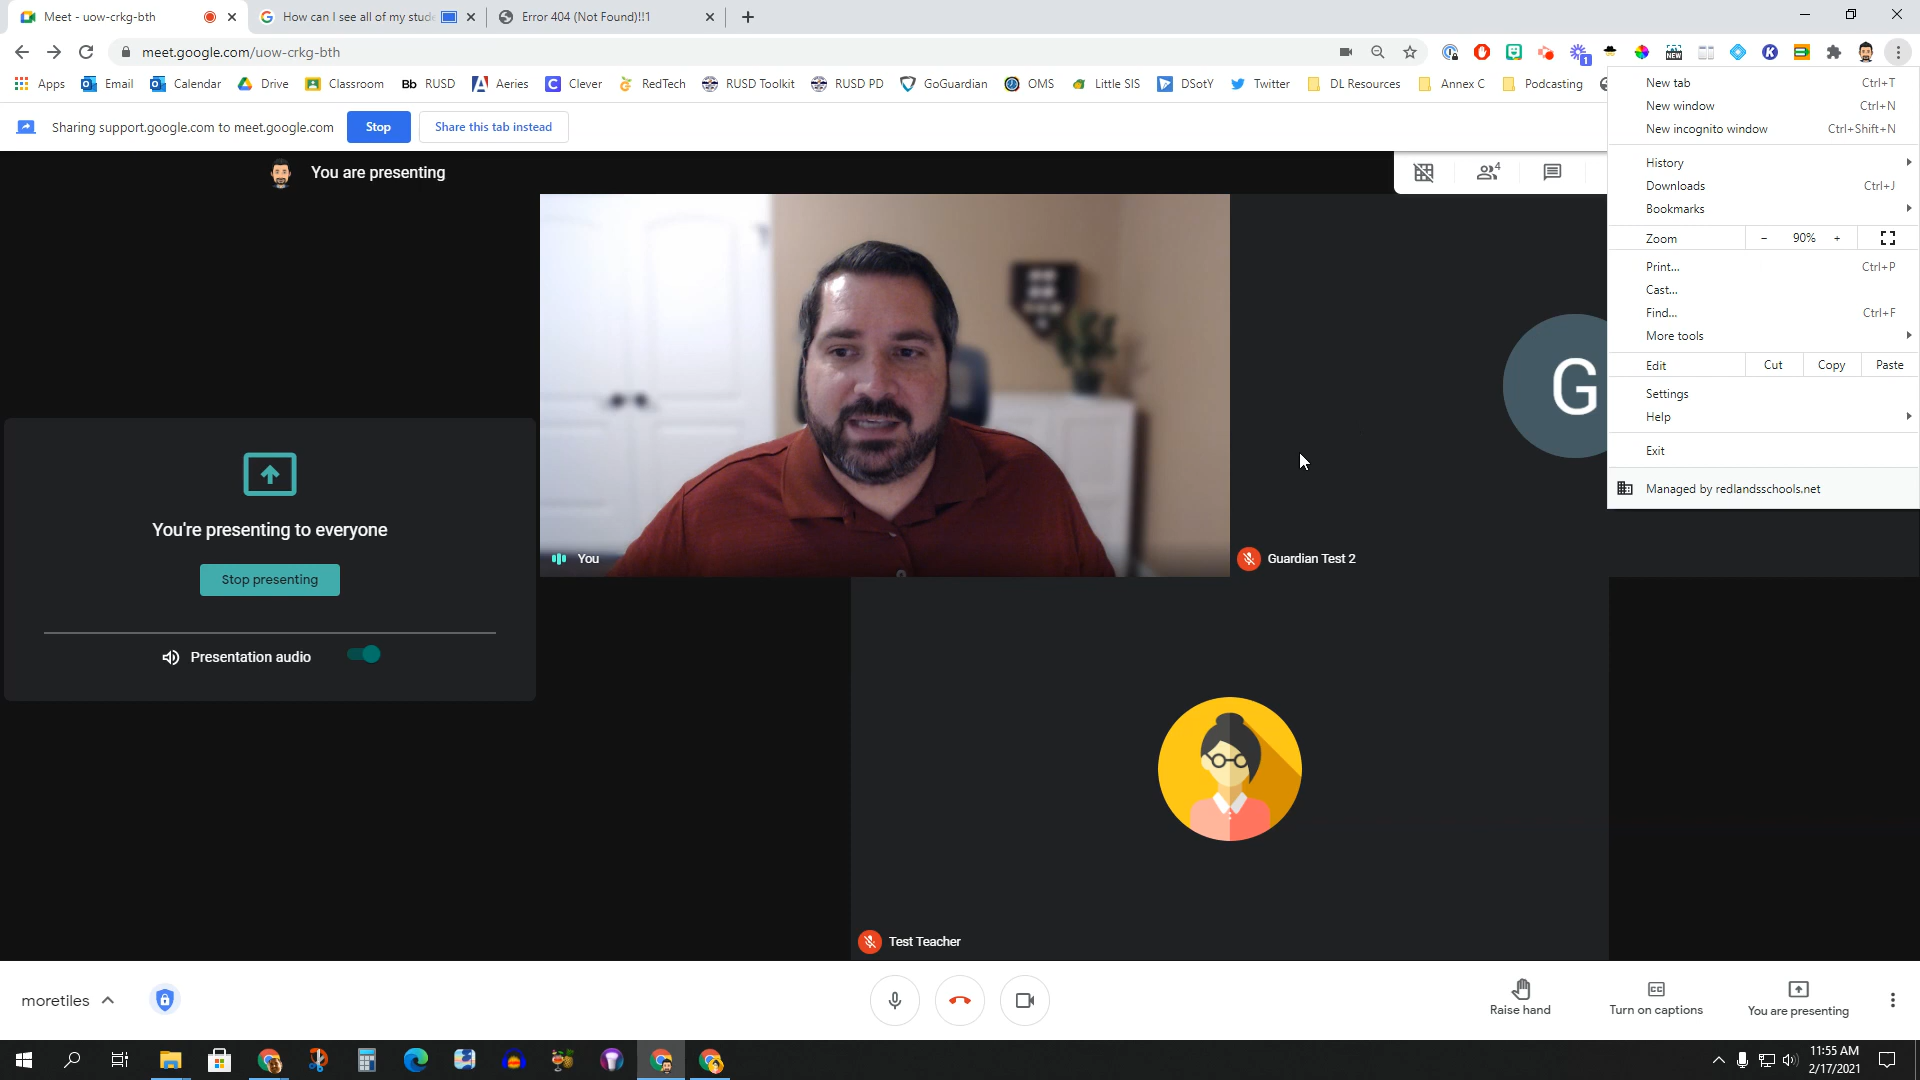 Meet - uow-crkg-bth
How can I see all of my stud
Error 404 (Not Found)!!1
meet.google.com/uow-crkg-bth
NEW
1
K
Apps
Email
Calendar
Drive
Classroom
Bb RUSD
Aeries
Clever
RedTech
RUSD Toolkit
RUSD PD
GoGuardian
OMS
Little SIS
DSotY
Twitter
DL Resources
Annex C
Podcasting
Sharing support.google.com to meet.google.com
Stop
Share this tab instead
You are presenting
4
New tab Ctrl+T
New window Ctrl+N
New incognito window Ctrl+Shift+N
History
Downloads Ctrl+J
Bookmarks
Zoom - 90% +
Print... Ctrl+P
Cast...
Find... Ctrl+F
More tools
Edit Cut Copy Paste
Settings
Help
Exit
Managed by redlandsschools.net
G
You're presenting to everyone
Stop presenting
Presentation audio
You
Guardian Test 2
Test Teacher
moretiles
Raise hand
CC
Turn on captions
You are presenting
11:55 AM
2/17/2021